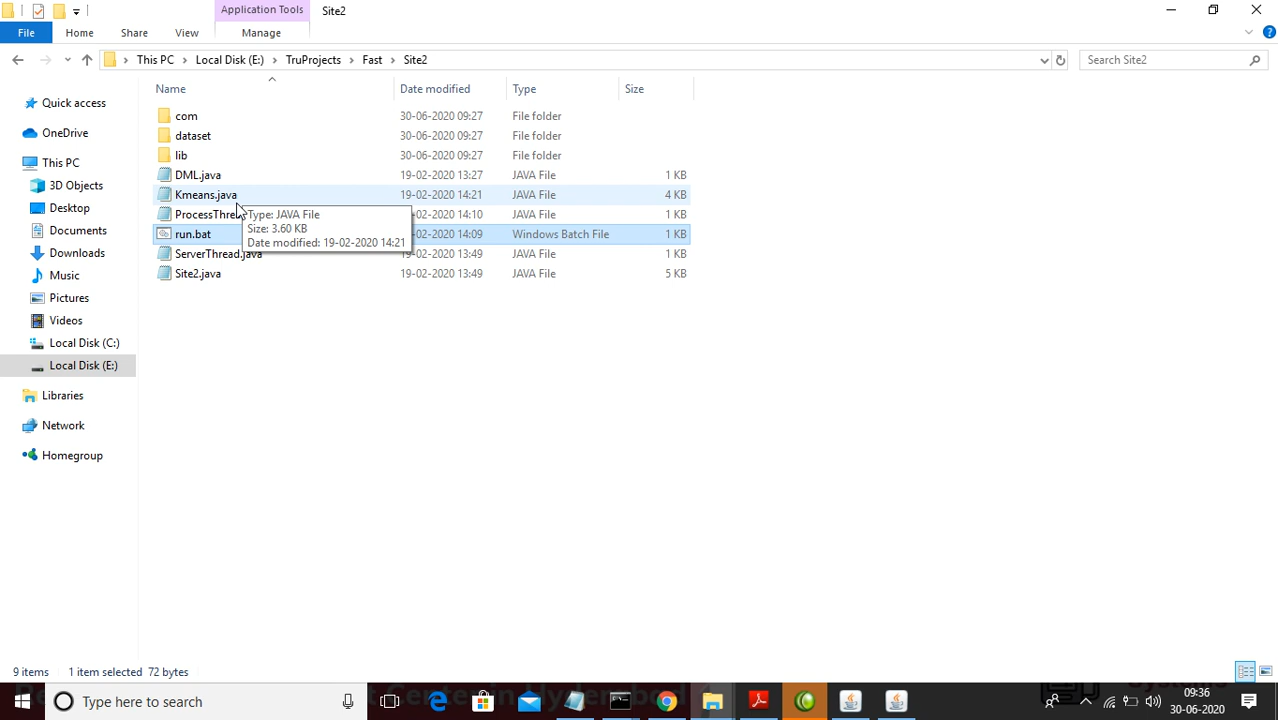 Application Tools Site2
File Home Share View Manage
This PC Local Disk (E:) TruProjects Fast Site2 Search Site2
Name Date modified Type Size
Quick access
OneDrive
This PC
3D Objects
Desktop
Documents
Downloads
Music
Pictures
Videos
Local Disk (C:)
Local Disk (E:)
Libraries
Network
Homegroup
com 30-06-2020 09:27 File folder
dataset 30-06-2020 09:27 File folder
lib 30-06-2020 09:27 File folder
DML.java 19-02-2020 13:27 JAVA File 1 KB
Kmeans.java 19-02-2020 14:21 JAVA File 4 KB
ProcessThre -02-2020 14:10 JAVA File 1 KB
run.bat -02-2020 14:09 Windows Batch File 1 KB
ServerThread.java 19-02-2020 13:49 JAVA File 1 KB
Site2.java 19-02-2020 13:49 JAVA File 5 KB
Type: JAVA File
Size: 3.60 KB
Date modified: 19-02-2020 14:21
9 items 1 item selected 72 bytes
Type here to search
09:36
30-06-2020